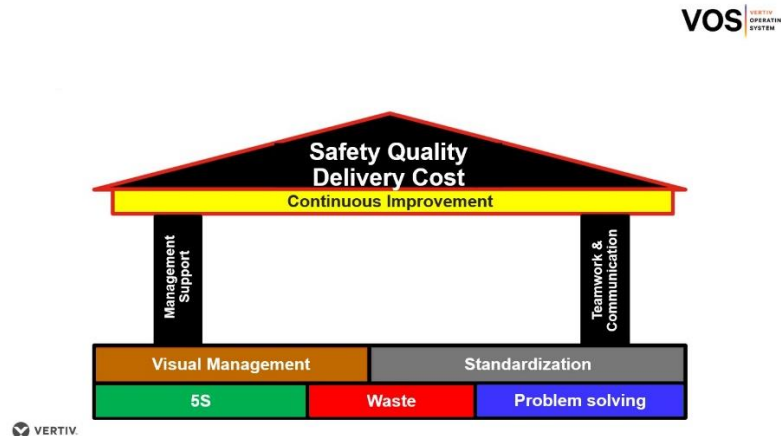 VOS
VERTIV
OPERATIN
SYSTEM
Safety Quality
Delivery Cost
Continuous Improvement
Management
Support
Teamwork &
Communication
Visual Management
Standardization
5S
Waste
Problem solving
VERTIV.